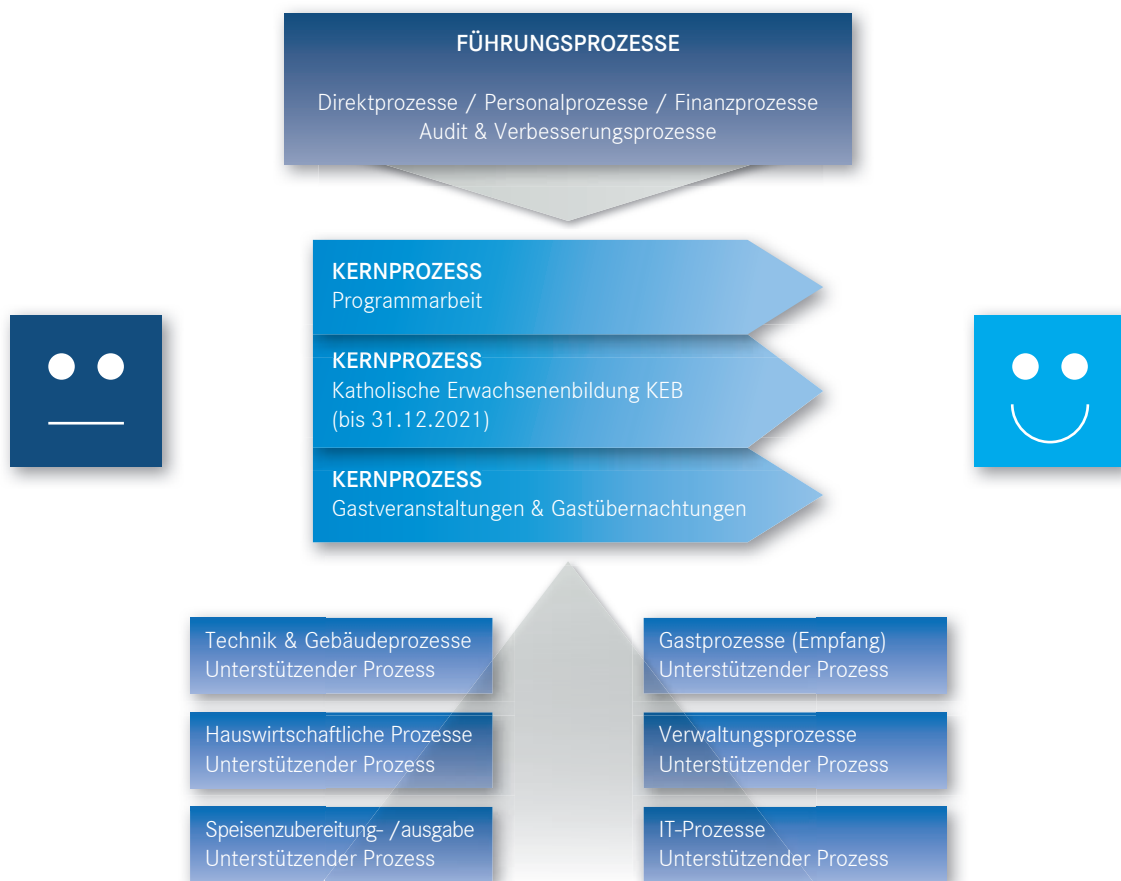 FÜHRUNGSPROZESSE
Direktprozesse / Personalprozesse / Finanzprozesse
Audit & Verbesserungsprozesse
KERNPROZESS
Programmarbeit
KERNPROZESS
Katholische Erwachsenenbildung KEB
(bis 31.12.2021)
KERNPROZESS
Gastveranstaltungen & Gastübernachtungen
Technik & Gebäudeprozesse
Unterstützender Prozess
Gastprozesse (Empfang)
Unterstützender Prozess
Hauswirtschaftliche Prozesse
Unterstützender Prozess
Verwaltungsprozesse
Unterstützender Prozess
Speisenzubereitung- /ausgabe
Unterstützender Prozess
IT-Prozesse
Unterstützender Prozess